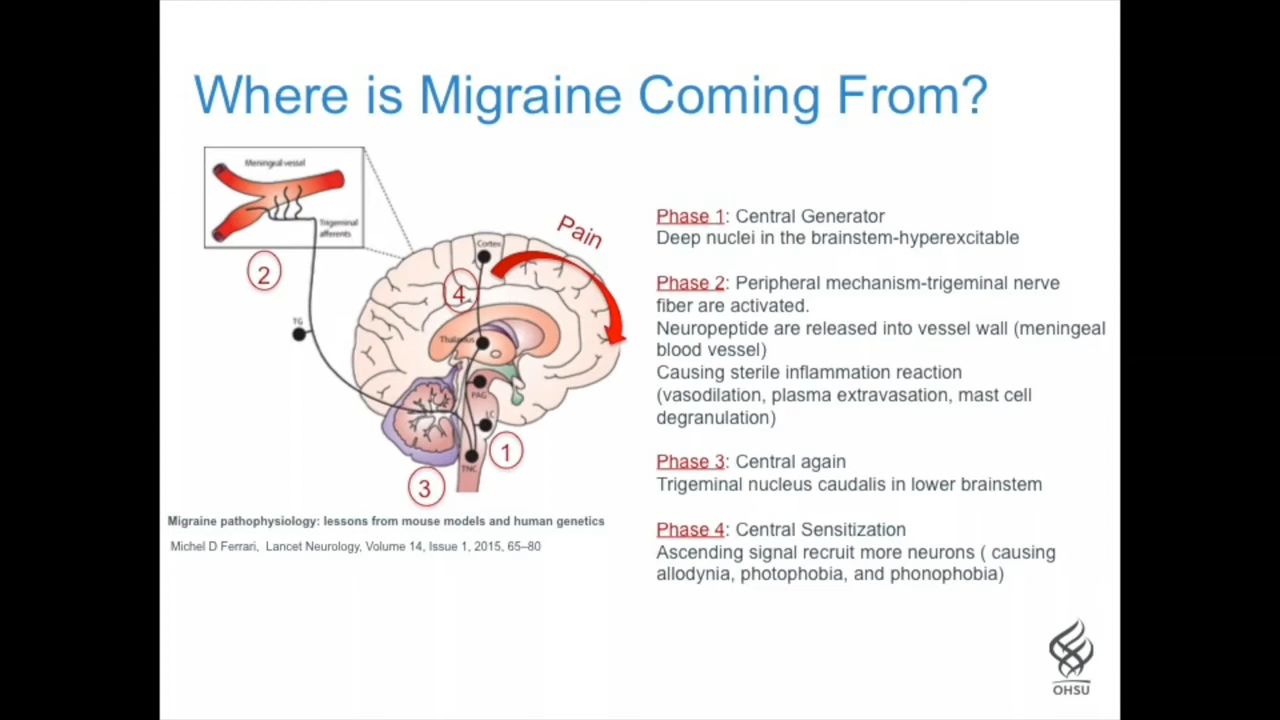 Where is Migraine Coming From?
Meningeal vessel
Trigeminal
afferents
2
TG
Cortex
Pain
4
Thalamus
PAG
LC
1
TNC
3
Migraine pathophysiology: lessons from mouse models and human genetics
Michel D Ferrari, Lancet Neurology, Volume 14, Issue 1, 2015, 65–80
Phase 1: Central Generator
Deep nuclei in the brainstem-hyperexcitable
Phase 2: Peripheral mechanism-trigeminal nerve
fiber are activated.
Neuropeptide are released into vessel wall (meningeal
blood vessel)
Causing sterile inflammation reaction
(vasodilation, plasma extravasation, mast cell
degranulation)
Phase 3: Central again
Trigeminal nucleus caudalis in lower brainstem
Phase 4: Central Sensitization
Ascending signal recruit more neurons ( causing
allodynia, photophobia, and phonophobia)
OHSU